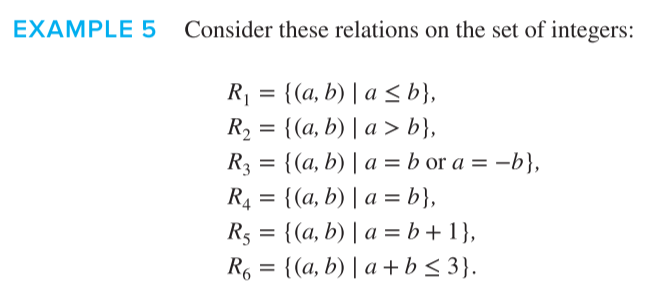 EXAMPLE 5 Consider these relations on the set of integers:
R₁ = {(a, b) | a ≤ b},
R₂ = {(a, b) | a > b},
R₃ = {(a, b) | a = b or a = −b},
R₄ = {(a, b) | a = b},
R₅ = {(a, b) | a = b + 1},
R₆ = {(a, b) | a + b ≤ 3}.